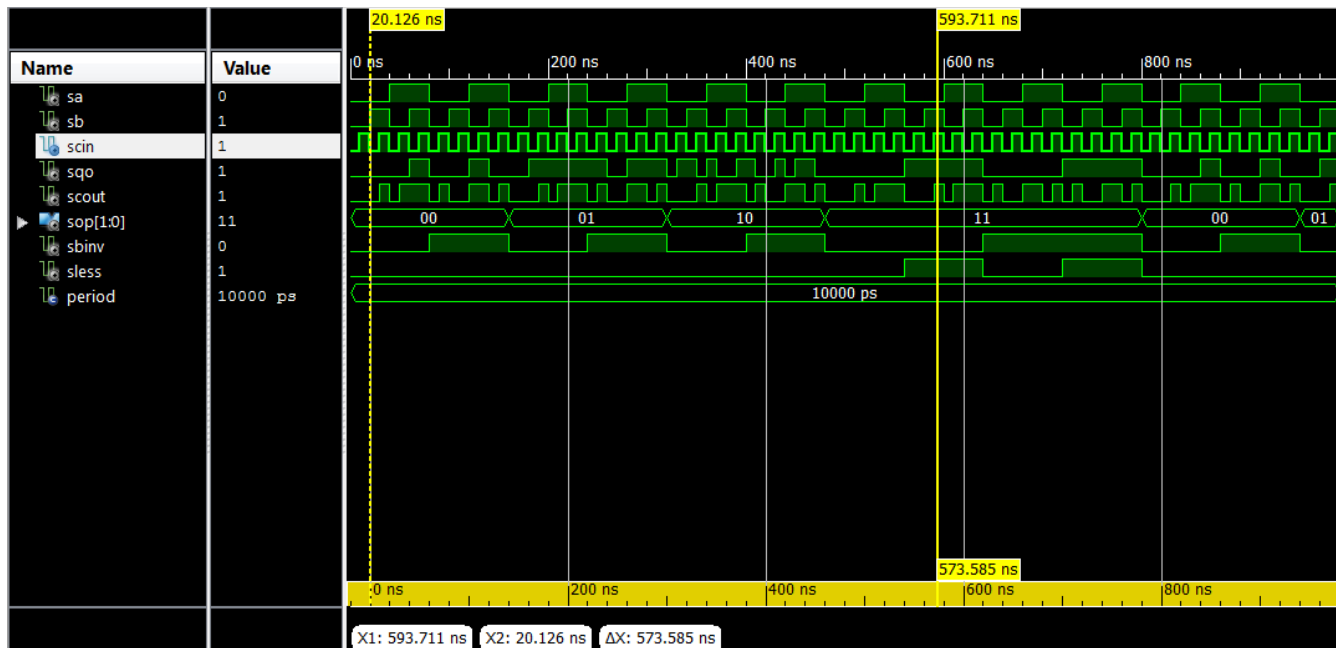 20.126 ns 593.711 ns
Name Value 0 ns 200 ns 400 ns 600 ns 800 ns
sa 0
sb 1
scin 1
sqo 1
scout 1
sop[1:0] 11 00 01 10 11 00 01
sbinv 0
sless 1
period 10000 ps 10000 ps
573.585 ns
0 ns 200 ns 400 ns 600 ns 800 ns
X1: 593.711 ns X2: 20.126 ns ΔX: 573.585 ns